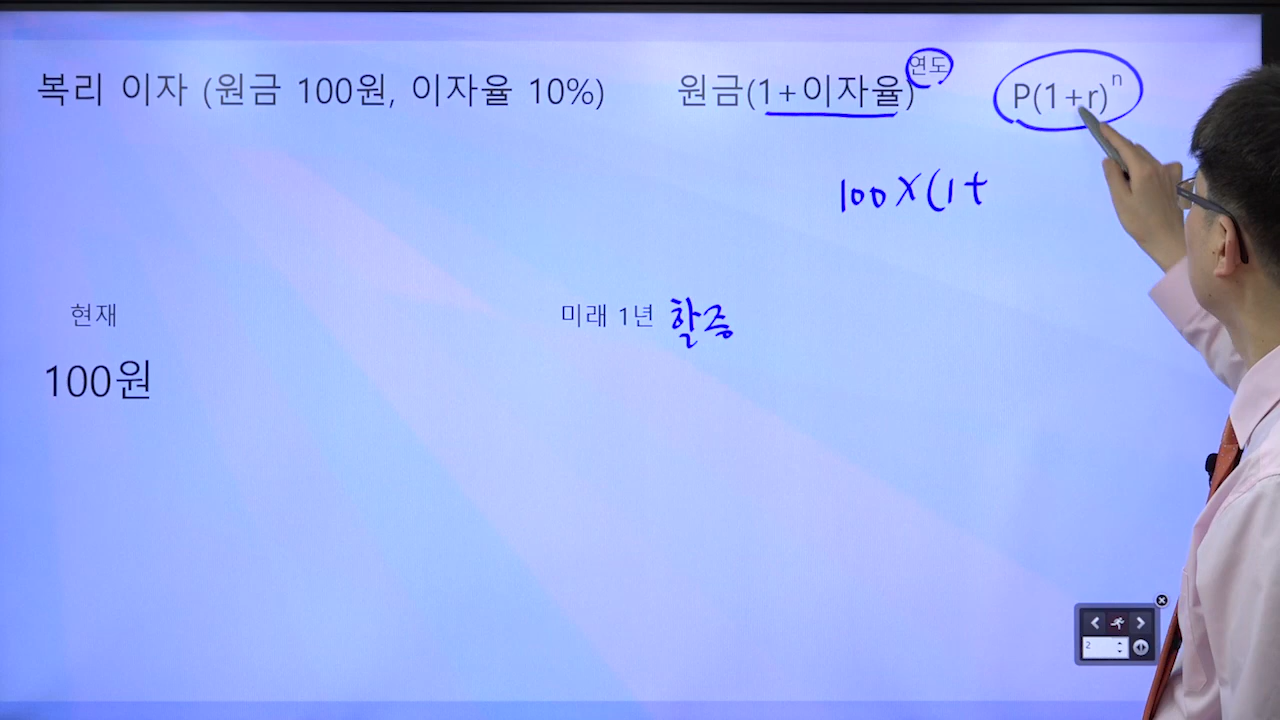 복리 이자 (원금 100원, 이자율 10%) 원금(1+이자율)연도 P(1+r)n
100X(1+
현재 미래 1년 할증
100원
2